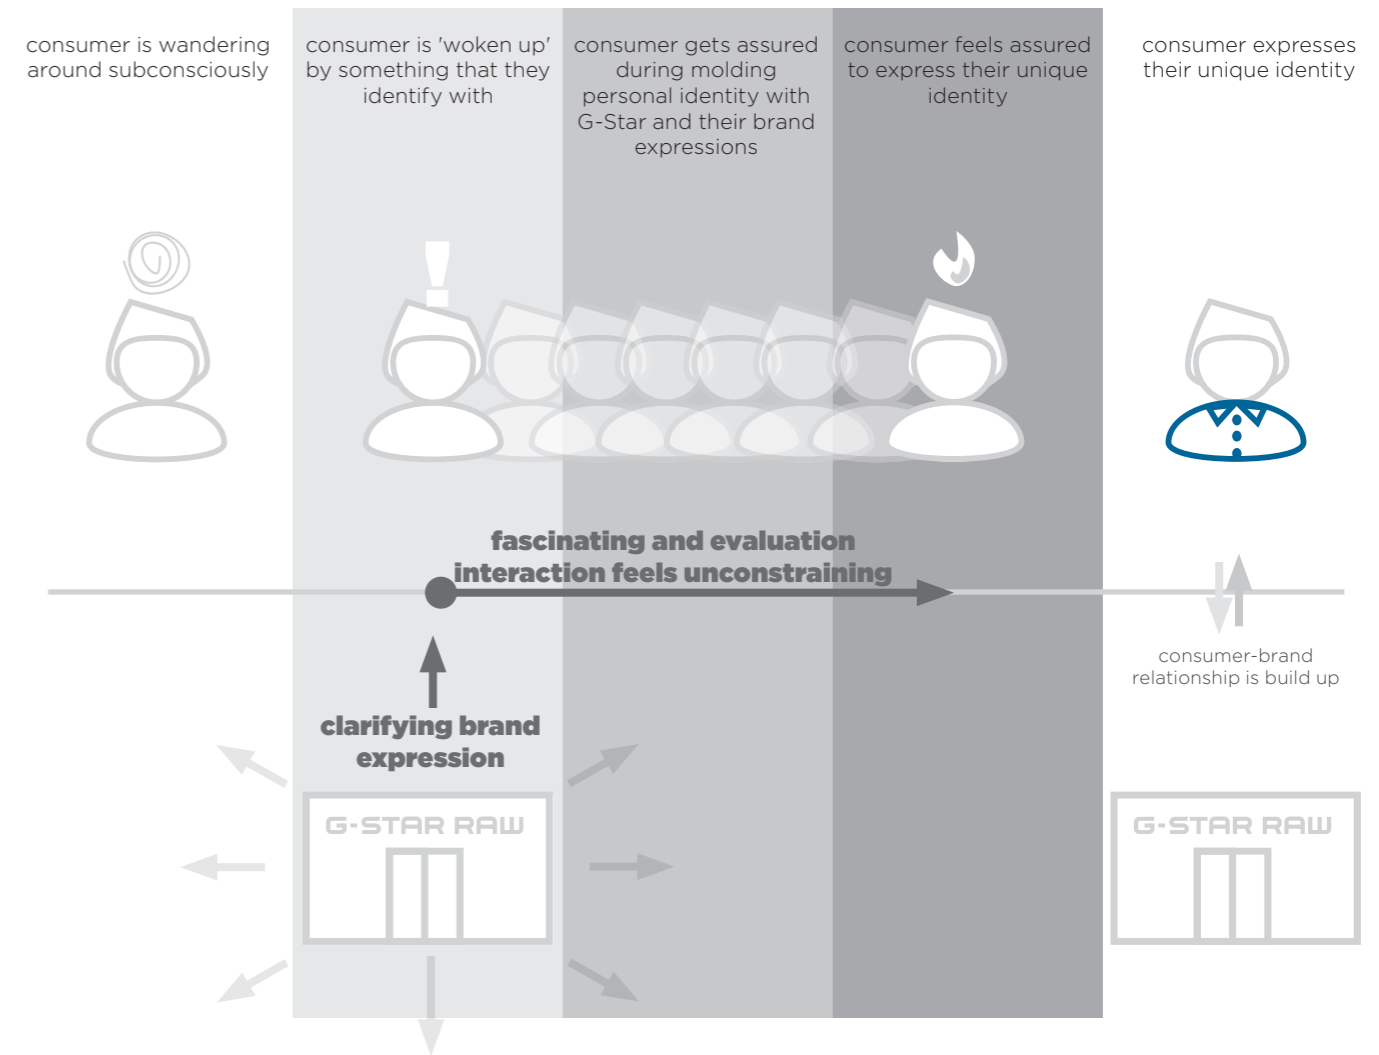 consumer is wandering
around subconsciously
consumer is 'woken up'
by something that they
identify with
consumer gets assured
during molding
personal identity with
G-Star and their brand
expressions
consumer feels assured
to express their unique
identity
consumer expresses
their unique identity
fascinating and evaluation
interaction feels unconstraining
consumer-brand
relationship is build up
clarifying brand
expression
G-STAR RAW
G-STAR RAW